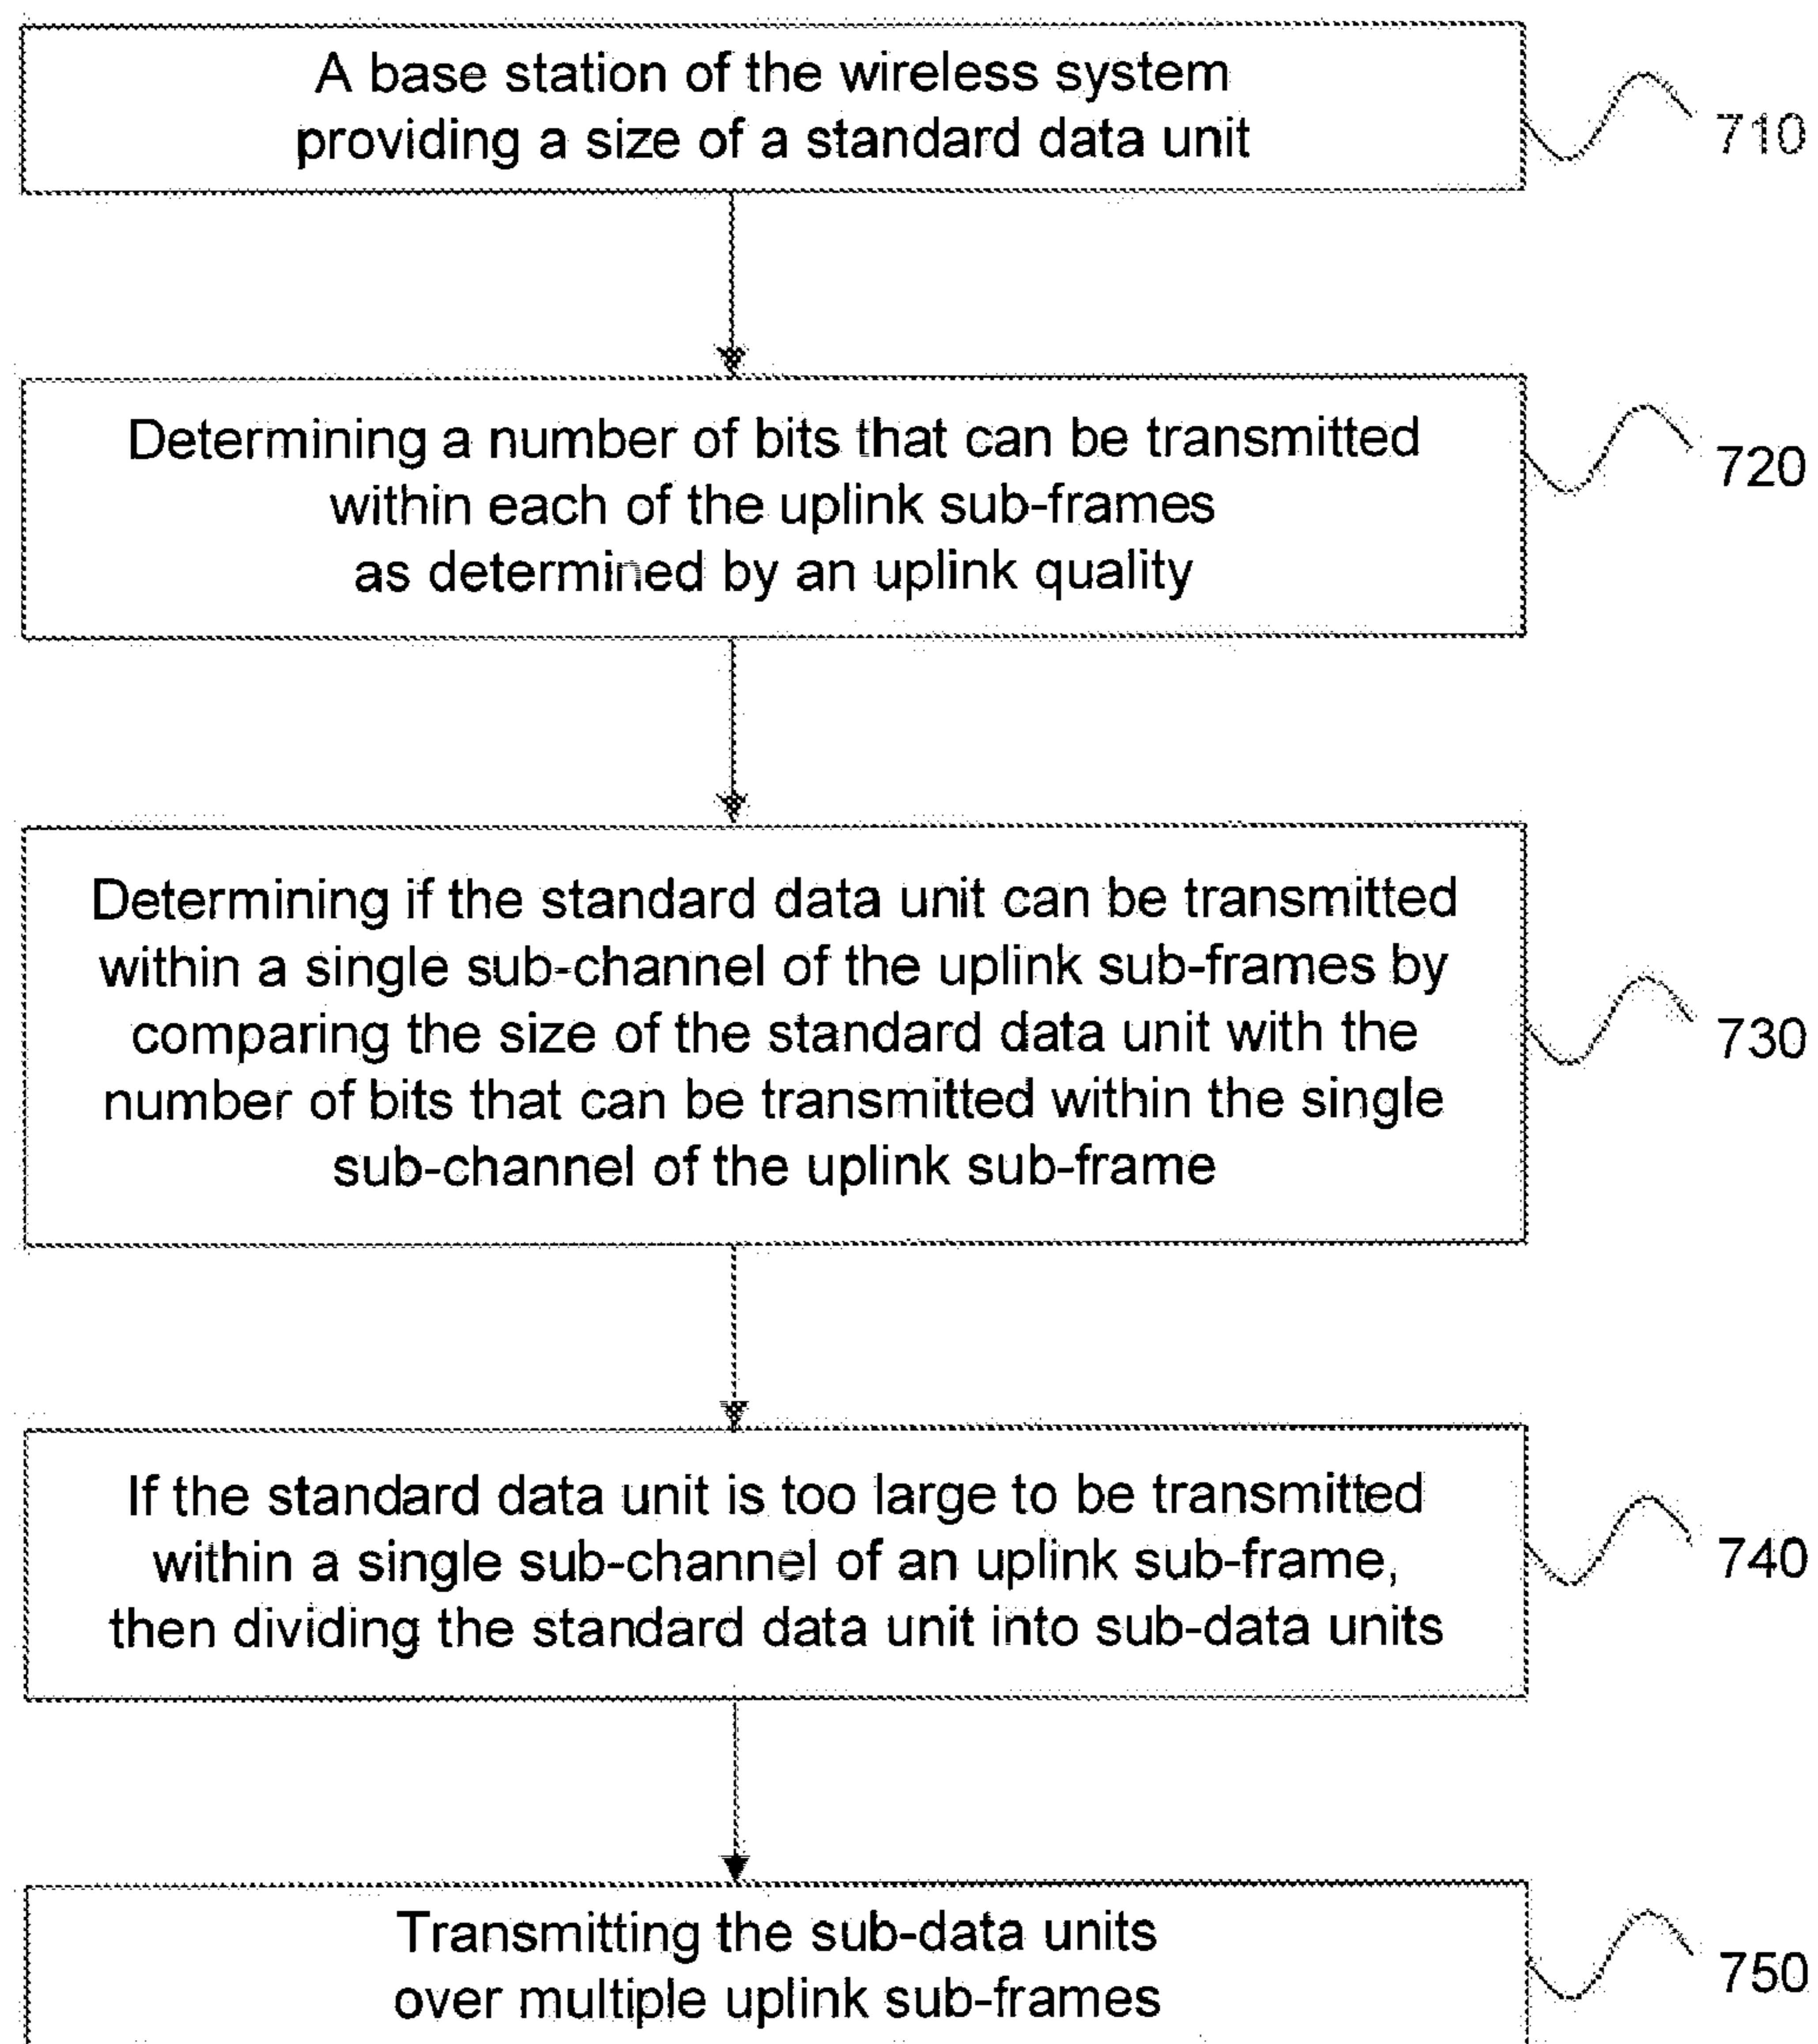 A base station of the wireless system
providing a size of a standard data unit
710
Determining a number of bits that can be transmitted
within each of the uplink sub-frames
as determined by an uplink quality
720
Determining if the standard data unit can be transmitted
within a single sub-channel of the uplink sub-frames by
comparing the size of the standard data unit with the
number of bits that can be transmitted within the single
sub-channel of the uplink sub-frame
730
If the standard data unit is too large to be transmitted
within a single sub-channel of an uplink sub-frame,
then dividing the standard data unit into sub-data units
740
Transmitting the sub-data units
over multiple uplink sub-frames
750